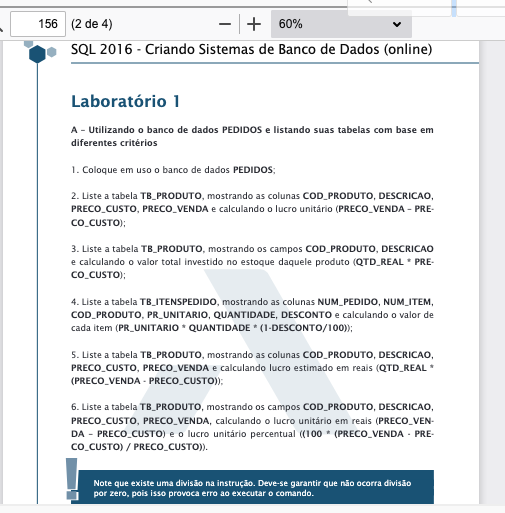 156 (2 de 4) 60%
SQL 2016 - Criando Sistemas de Banco de Dados (online)
Laboratório 1
A – Utilizando o banco de dados PEDIDOS e listando suas tabelas com base em
diferentes critérios
1. Coloque em uso o banco de dados PEDIDOS;
2. Liste a tabela TB_PRODUTO, mostrando as colunas COD_PRODUTO, DESCRICAO,
PRECO_CUSTO, PRECO_VENDA e calculando o lucro unitário (PRECO_VENDA – PRE-
CO_CUSTO);
3. Liste a tabela TB_PRODUTO, mostrando os campos COD_PRODUTO, DESCRICAO
e calculando o valor total investido no estoque daquele produto (QTD_REAL * PRE-
CO_CUSTO);
4. Liste a tabela TB_ITENSPEDIDO, mostrando as colunas NUM_PEDIDO, NUM_ITEM,
COD_PRODUTO, PR_UNITARIO, QUANTIDADE, DESCONTO e calculando o valor de
cada item (PR_UNITARIO * QUANTIDADE * (1-DESCONTO/100));
5. Liste a tabela TB_PRODUTO, mostrando as colunas COD_PRODUTO, DESCRICAO,
PRECO_CUSTO, PRECO_VENDA e calculando lucro estimado em reais (QTD_REAL *
(PRECO_VENDA - PRECO_CUSTO));
6. Liste a tabela TB_PRODUTO, mostrando os campos COD_PRODUTO, DESCRICAO,
PRECO_CUSTO, PRECO_VENDA, calculando o lucro unitário em reais (PRECO_VEN-
DA – PRECO_CUSTO) e o lucro unitário percentual ((100 * (PRECO_VENDA - PRE-
CO_CUSTO) / PRECO_CUSTO)).
Note que existe uma divisão na instrução. Deve-se garantir que não ocorra divisão
por zero, pois isso provoca erro ao executar o comando.